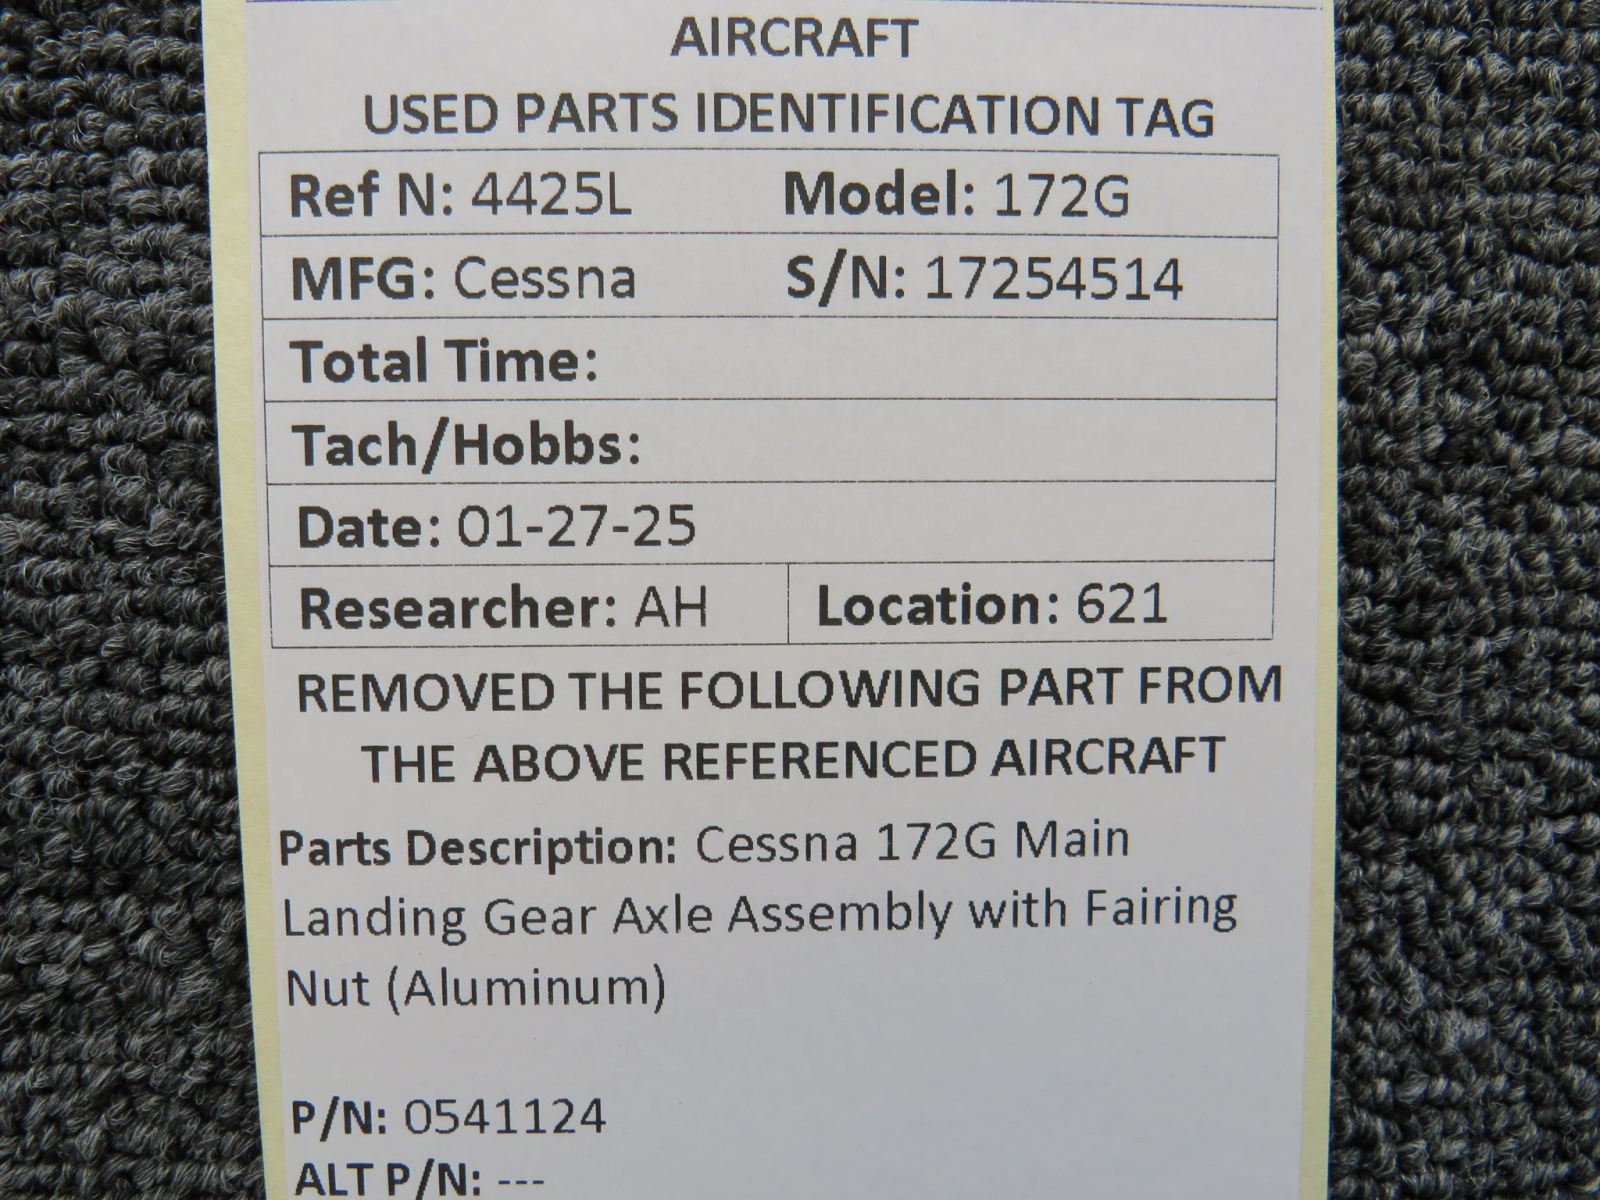 AIRCRAFT
USED PARTS IDENTIFICATION TAG
Ref N: 4425L Model: 172G
MFG: Cessna S/N: 17254514
Total Time:
Tach/Hobbs:
Date: 01-27-25
Researcher: AH Location: 621
REMOVED THE FOLLOWING PART FROM
THE ABOVE REFERENCED AIRCRAFT
Parts Description: Cessna 172G Main
Landing Gear Axle Assembly with Fairing
Nut (Aluminum)
P/N: 0541124
ALT P/N: ---